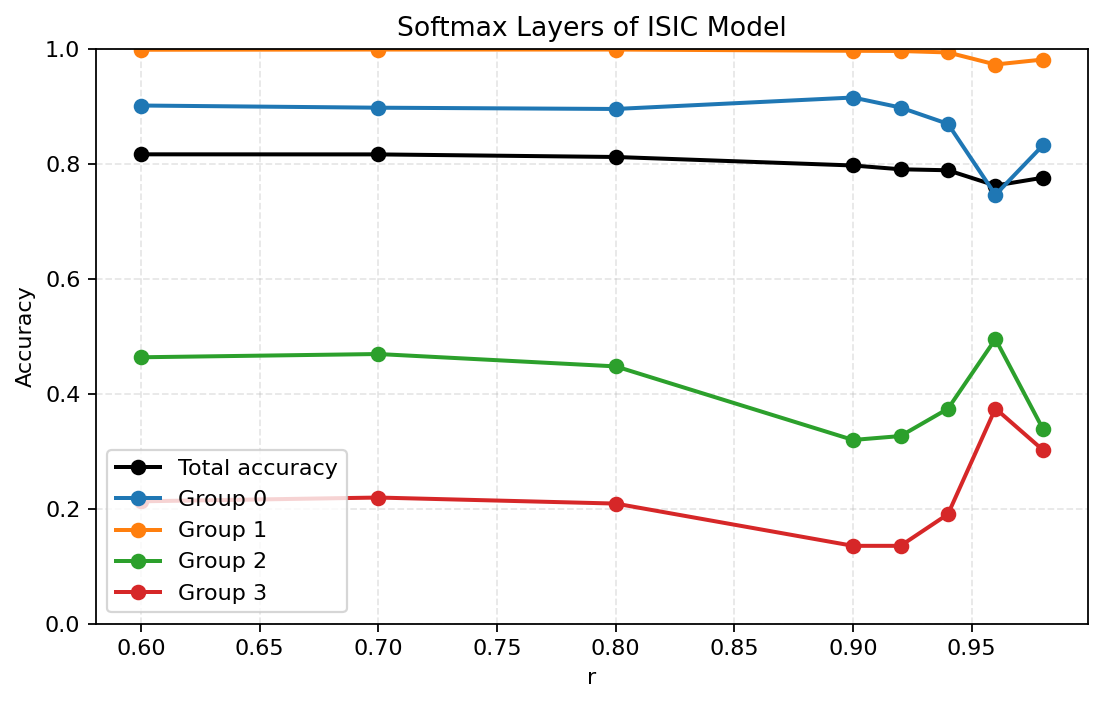 Softmax Layers of ISIC Model
1.0
0.8
0.6
0.4
0.2
0.0
Accuracy
Total accuracy
Group 0
Group 1
Group 2
Group 3
0.60 0.65 0.70 0.75 0.80 0.85 0.90 0.95
r